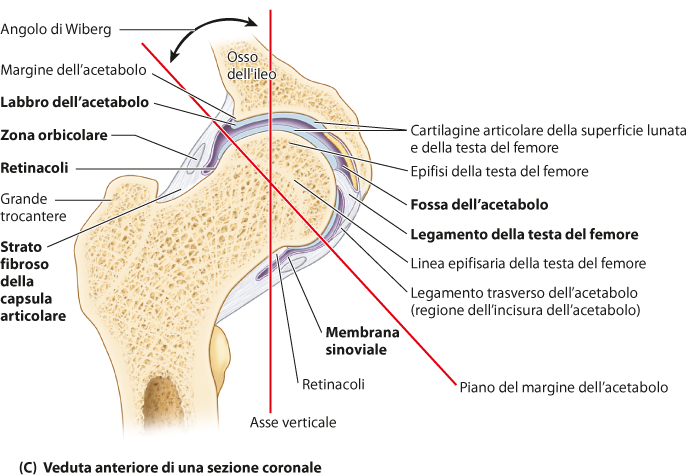 Angolo di Wiberg
Osso
dell'ileo
Margine dell'acetabolo
Labbro dell'acetabolo
Zona orbicolare
Retinacoli
Grande
trocantere
Strato
fibroso
della
capsula
articolare
Cartilagine articolare della superficie lunata
e della testa del femore
Epifisi della testa del femore
Fossa dell'acetabolo
Legamento della testa del femore
Linea epifisaria della testa del femore
Legamento trasverso dell'acetabolo
(regione dell'incisura dell'acetabolo)
Membrana
sinoviale
Retinacoli
Piano del margine dell'acetabolo
Asse verticale
(C) Veduta anteriore di una sezione coronale